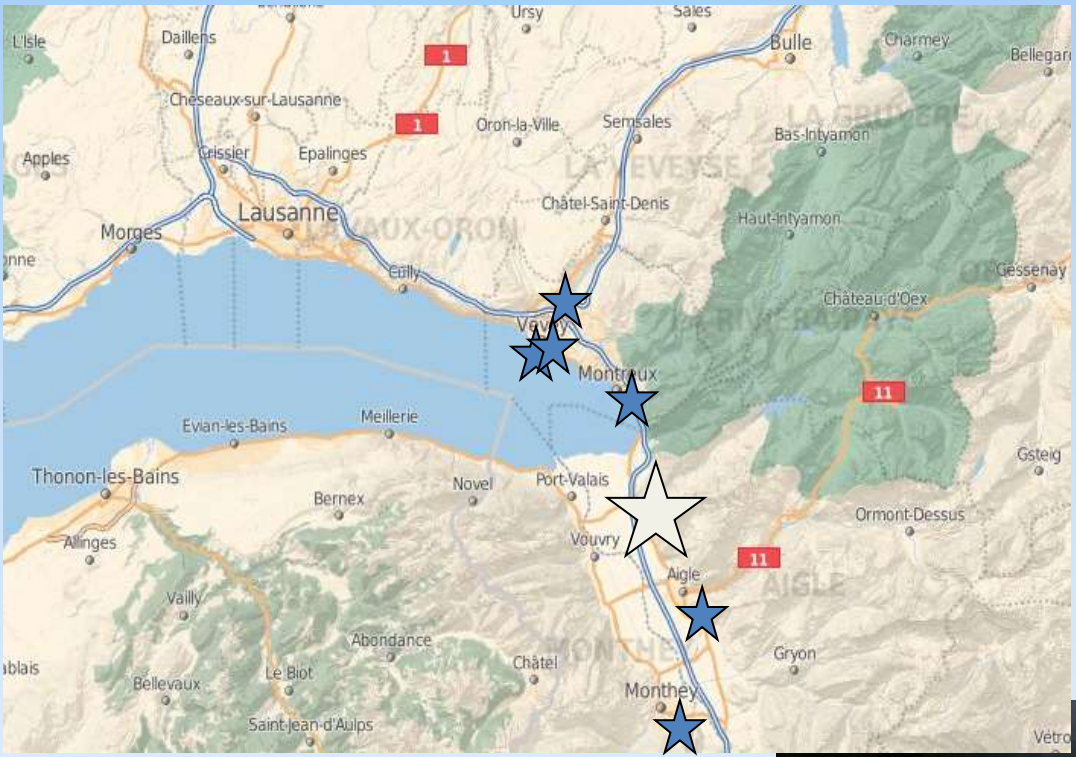 Ursy
Sales
L'Isle
Daillens
Bulle
Charmey
1
Cheseaux-sur-Lausanne
LA GRUYERE
1
Oron-la-Ville
Semsales
Bas-Intyamon
Crissier
Epalinges
Apples
LA VEVEYSE
Lausanne
Châtel-Saint-Denis
Haut-Intyamon
LAVAUX-ORON
Morges
Cully
Gessenay
Château-d'Oex
Vevey
Montreux
11
Meillerie
Evian-les-Bains
Gsteig
Thonon-les-Bains
Novel
Port-Valais
Bernex
Ormont-Dessus
Allinges
Vouvry
11
Aigle
AIGLE
Vailly
Abondance
MONTHEY
Châtel
Gryon
Le Biot
Bellevaux
Monthey
Saint-Jean-d'Aulps